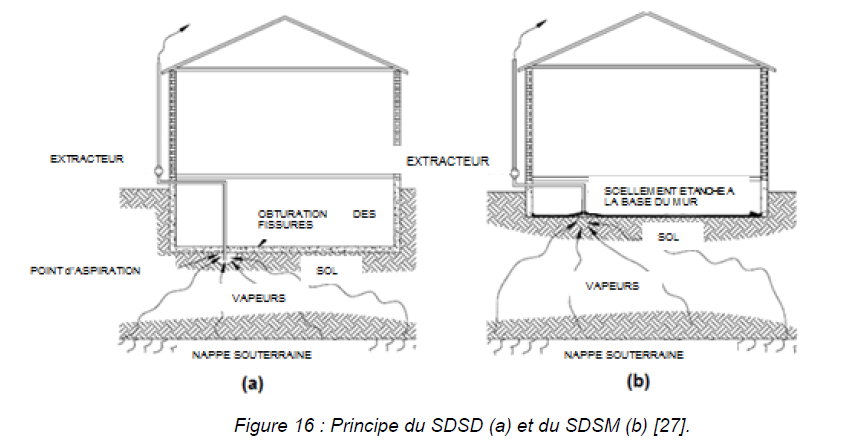 EXTRACTEUR
OBTURATION DES
FISSURES
POINT d'ASPIRATION
SOL
VAPEURS
NAPPE SOUTERRAINE
(a)
EXTRACTEUR
SCELLEMENT ETANCHE A
LA BASE DU MUR
SOL
VAPEURS
NAPPE SOUTERRAINE
(b)
Figure 16 : Principe du SDSD (a) et du SDSM (b) [27].